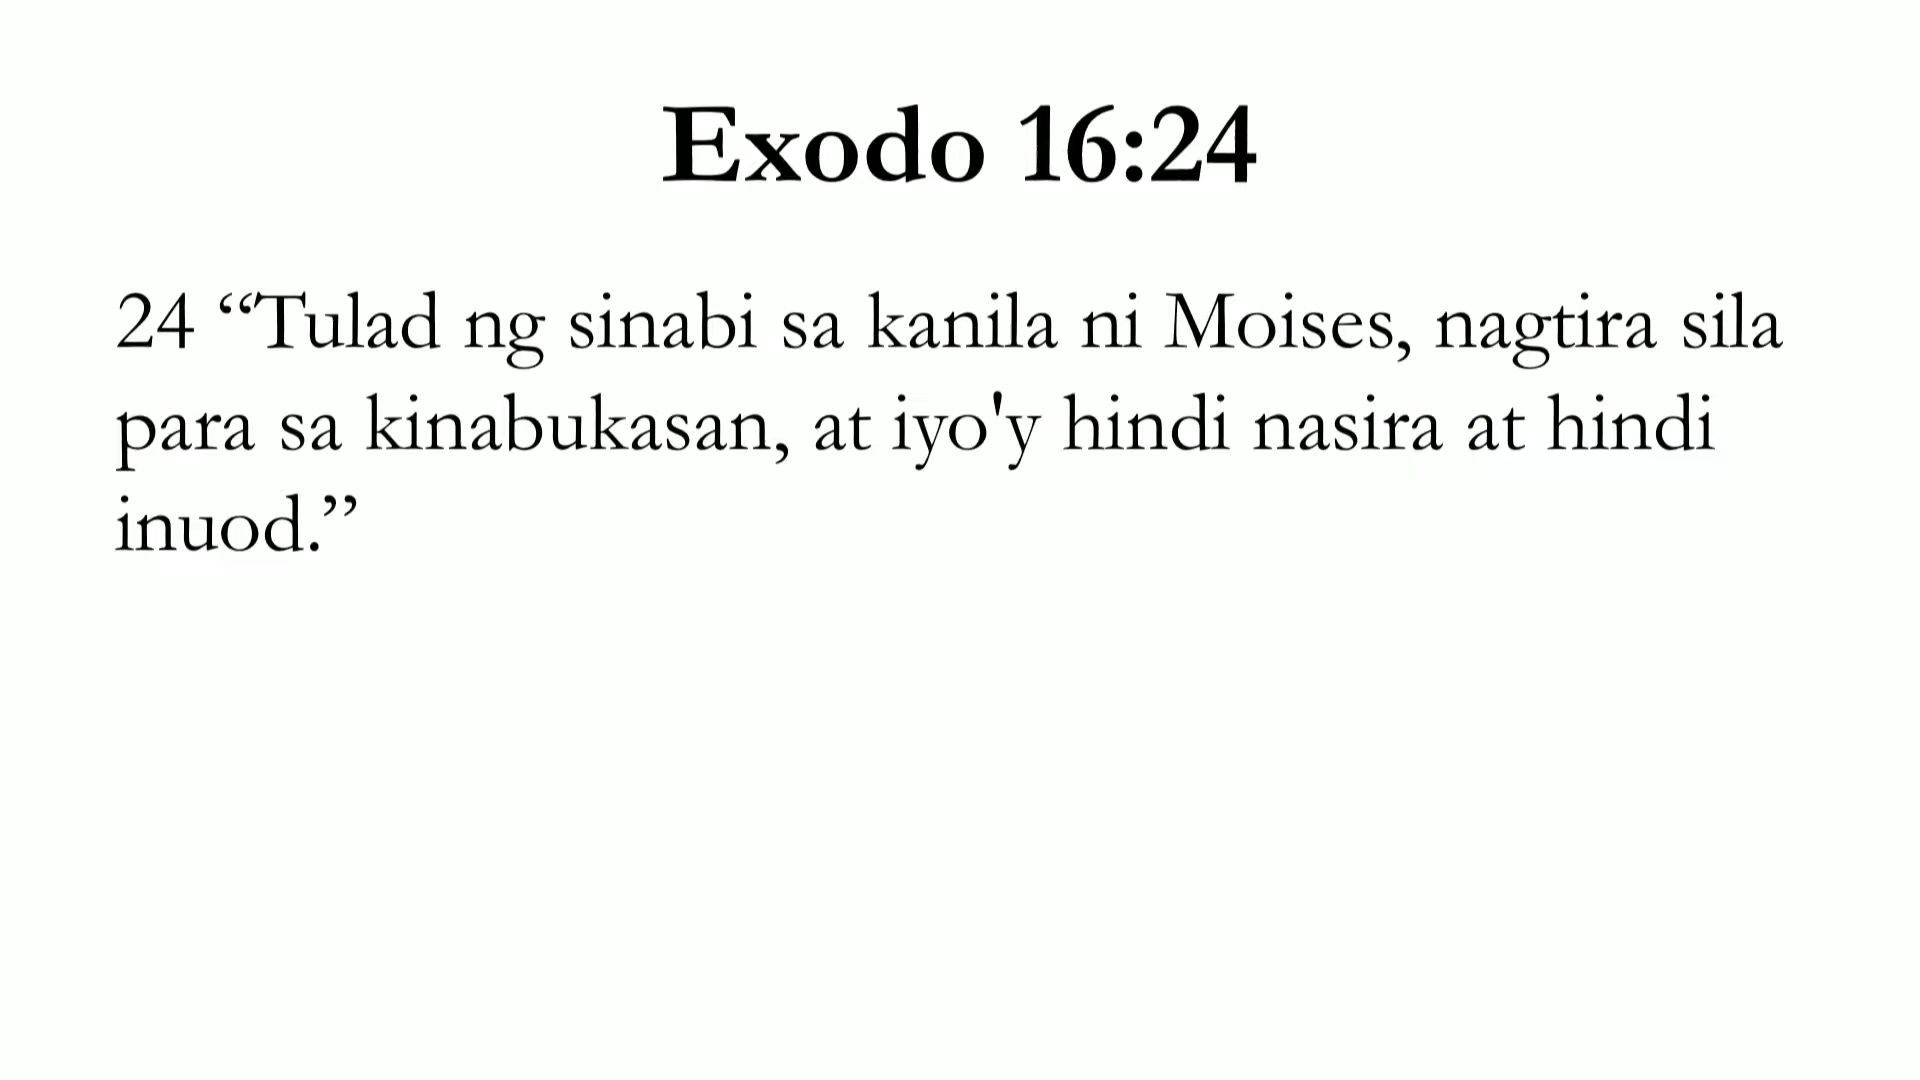 Exodo 16:24
24 “Tulad ng sinabi sa kanila ni Moises, nagtira sila
para sa kinabukasan, at iyo'y hindi nasira at hindi
inuod.”